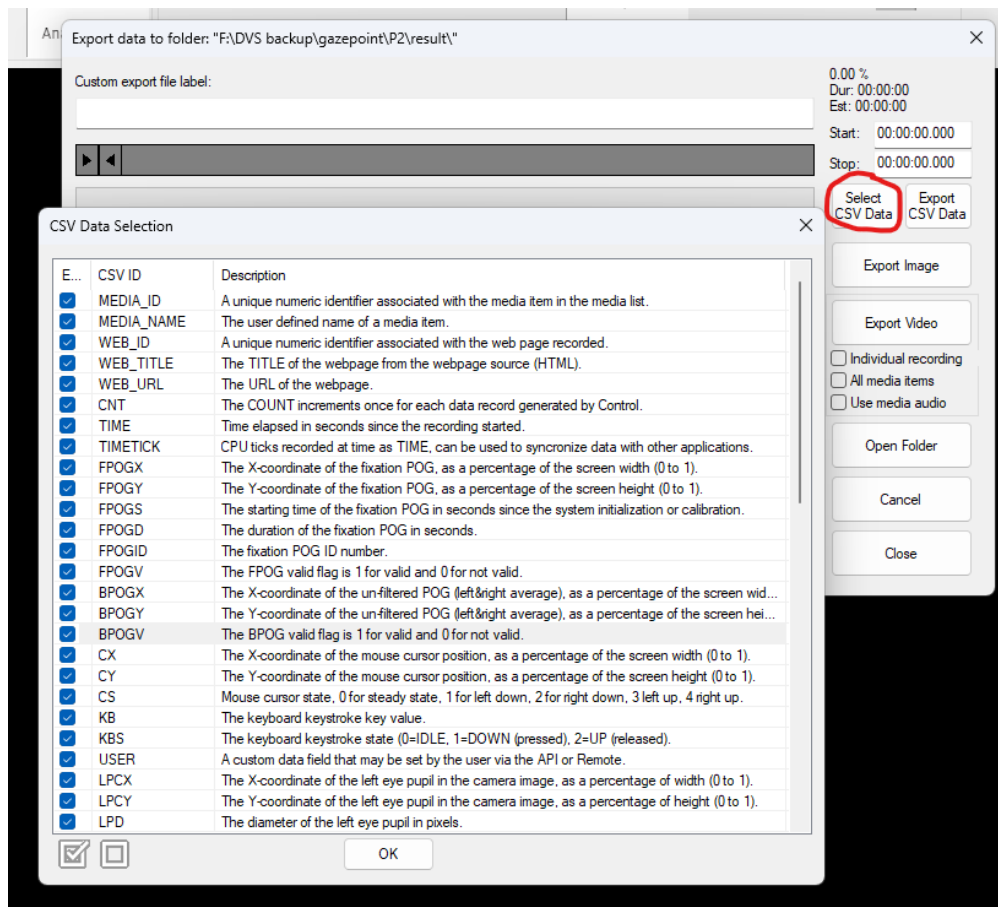 An
Export data to folder: "F:\DVS backup\gazepoint\P2\result\"
Custom export file label:
0.00 %
Dur: 00:00:00
Est: 00:00:00
Start: 00:00:00.000
Stop: 00:00:00.000
Select CSV Data
Export CSV Data
Export Image
Export Video
Individual recording
All media items
Use media audio
Open Folder
Cancel
Close
CSV Data Selection
E... CSV ID Description
MEDIA_ID A unique numeric identifier associated with the media item in the media list.
MEDIA_NAME The user defined name of a media item.
WEB_ID A unique numeric identifier associated with the web page recorded.
WEB_TITLE The TITLE of the webpage from the webpage source (HTML).
WEB_URL The URL of the webpage.
CNT The COUNT increments once for each data record generated by Control.
TIME Time elapsed in seconds since the recording started.
TIMETICK CPU ticks recorded at time as TIME, can be used to syncronize data with other applications.
FPOGX The X-coordinate of the fixation POG, as a percentage of the screen width (0 to 1).
FPOGY The Y-coordinate of the fixation POG, as a percentage of the screen height (0 to 1).
FPOGS The starting time of the fixation POG in seconds since the system initialization or calibration.
FPOGD The duration of the fixation POG in seconds.
FPOGID The fixation POG ID number.
FPOGV The FPOG valid flag is 1 for valid and 0 for not valid.
BPOGX The X-coordinate of the un-filtered POG (left&right average), as a percentage of the screen wid...
BPOGY The Y-coordinate of the un-filtered POG (left&right average), as a percentage of the screen hei...
BPOGV The BPOG valid flag is 1 for valid and 0 for not valid.
CX The X-coordinate of the mouse cursor position, as a percentage of the screen width (0 to 1).
CY The Y-coordinate of the mouse cursor position, as a percentage of the screen height (0 to 1).
CS Mouse cursor state, 0 for steady state, 1 for left down, 2 for right down, 3 left up, 4 right up.
KB The keyboard keystroke key value.
KBS The keyboard keystroke state (0=IDLE, 1=DOWN (pressed), 2=UP (released).
USER A custom data field that may be set by the user via the API or Remote.
LPCX The X-coordinate of the left eye pupil in the camera image, as a percentage of width (0 to 1).
LPCY The Y-coordinate of the left eye pupil in the camera image, as a percentage of height (0 to 1).
LPD The diameter of the left eye pupil in pixels.
OK